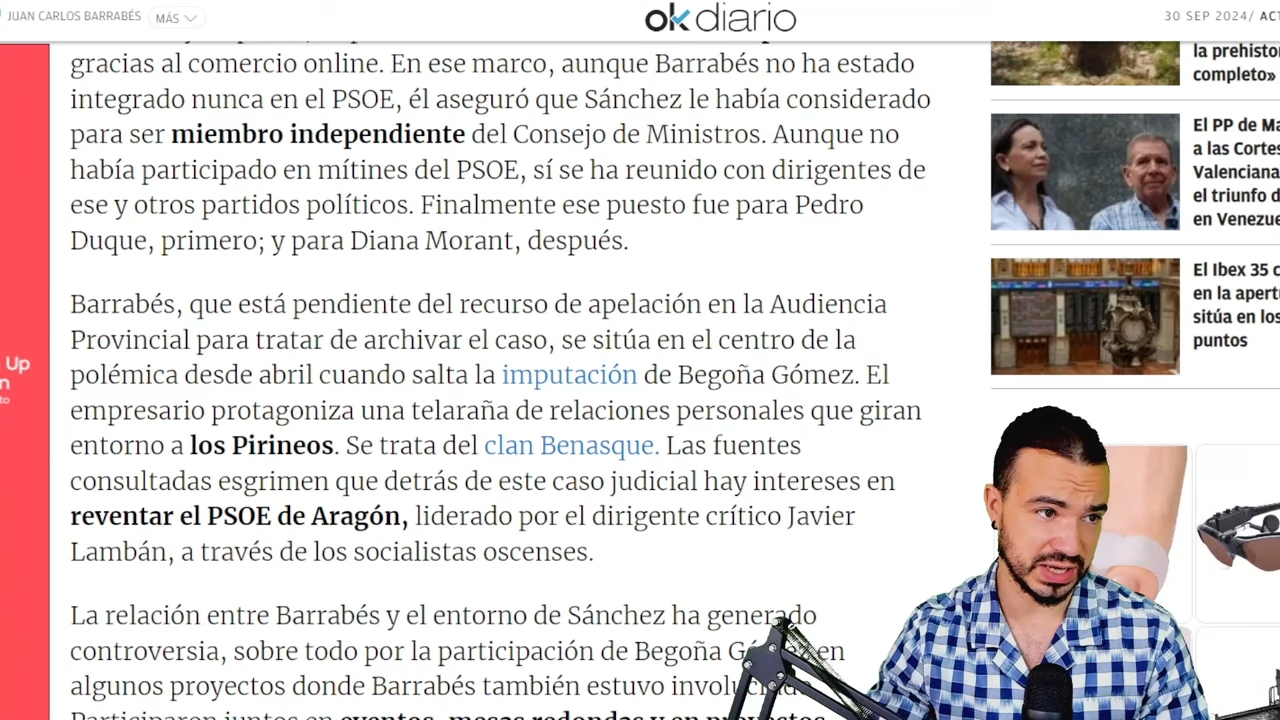 JUAN CARLOS BARRABÉS
MÁS
okdiario
30 SEP 2024/
gracias al comercio online. En ese marco, aunque Barrabés no ha estado
integrado nunca en el PSOE, él aseguró que Sánchez le había considerado
para ser miembro independiente del Consejo de Ministros. Aunque no
había participado en mítines del PSOE, sí se ha reunido con dirigentes de
ese y otros partidos políticos. Finalmente ese puesto fue para Pedro
Duque, primero; y para Diana Morant, después.
Barrabés, que está pendiente del recurso de apelación en la Audiencia
Provincial para tratar de archivar el caso, se sitúa en el centro de la
polémica desde abril cuando salta la imputación de Begoña Gómez. El
empresario protagoniza una telaraña de relaciones personales que giran
entorno a los Pirineos. Se trata del clan Benasque. Las fuentes
consultadas esgrimen que detrás de este caso judicial hay intereses en
reventar el PSOE de Aragón, liderado por el dirigente crítico Javier
Lambán, a través de los socialistas oscenses.
La relación entre Barrabés y el entorno de Sánchez ha generado
controversia, sobre todo por la participación de Begoña en
algunos proyectos donde Barrabés también estuvo
Participaron juntos en eventos, mesas redondas y en proyectos
la prehistor
completo»
El PP de Ma
a las Cortes
Valenciana
el triunfo d
en Venezue
El Ibex 35 c
en la apert
sitúa en los
puntos
Up
n
to